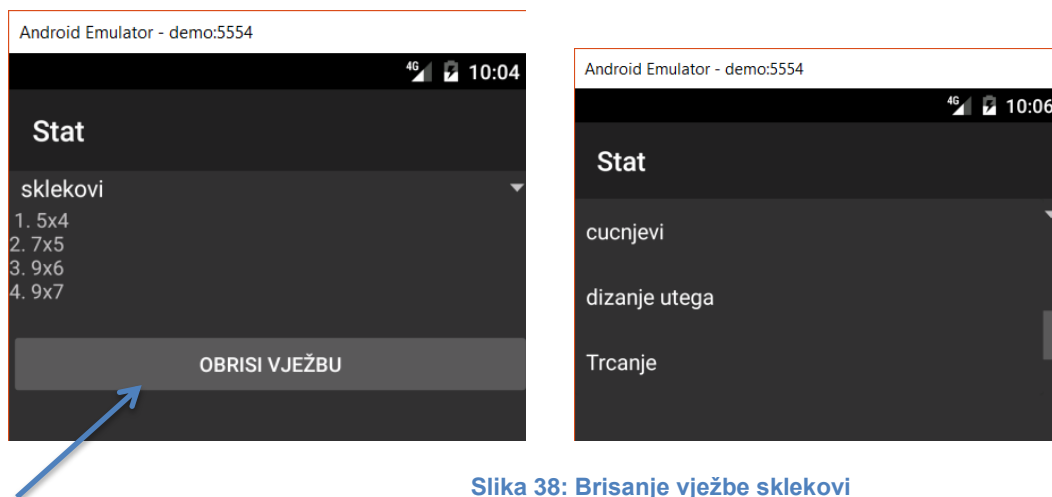 Android Emulator - demo:5554
4G 10:04
Stat
sklekovi
1. 5x4
2. 7x5
3. 9x6
4. 9x7
OBRISI VJEŽBU
Android Emulator - demo:5554
4G 10:06
Stat
cucnjevi
dizanje utega
Trcanje
Slika 38: Brisanje vježbe sklekovi